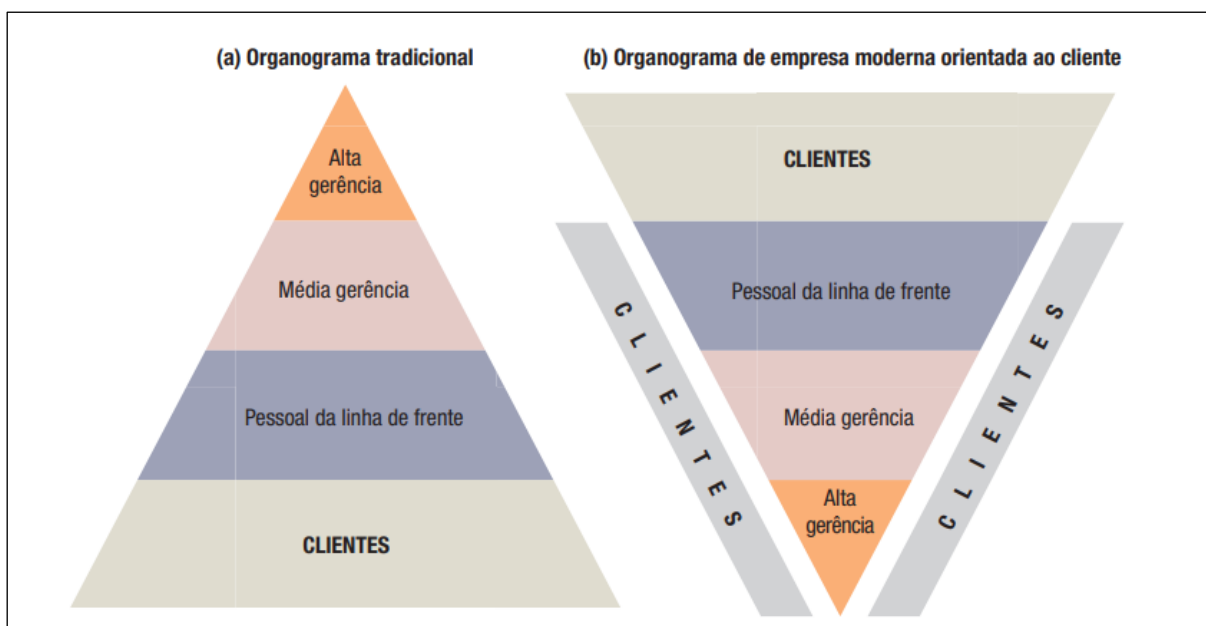 (a) Organograma tradicional
Alta
gerência
Média gerência
Pessoal da linha de frente
CLIENTES
(b) Organograma de empresa moderna orientada ao cliente
CLIENTES
Pessoal da linha de frente
Média gerência
Alta
gerência
CLIENTES
CLIENTES